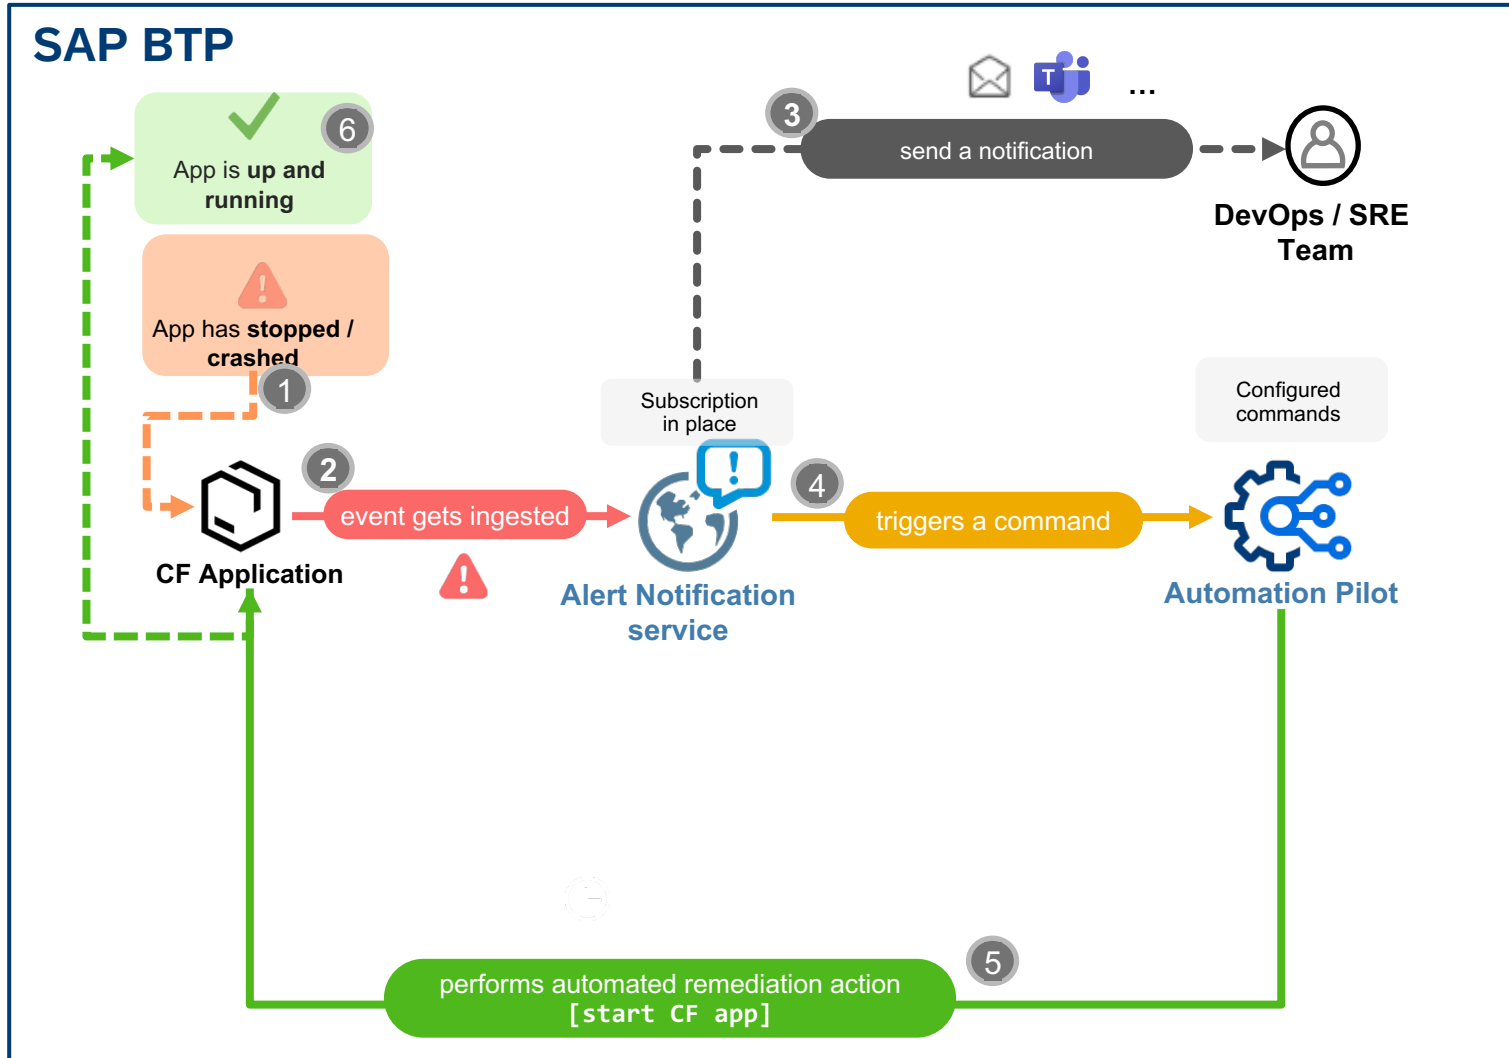 SAP BTP
6
App is up and
running
App has stopped /
crashed
1
CF Application
2
event gets ingested
Subscription
in place
Alert Notification
service
3
send a notification
T
...
DevOps / SRE
Team
4
triggers a command
Configured
commands
Automation Pilot
5
performs automated remediation action
[start CF app]